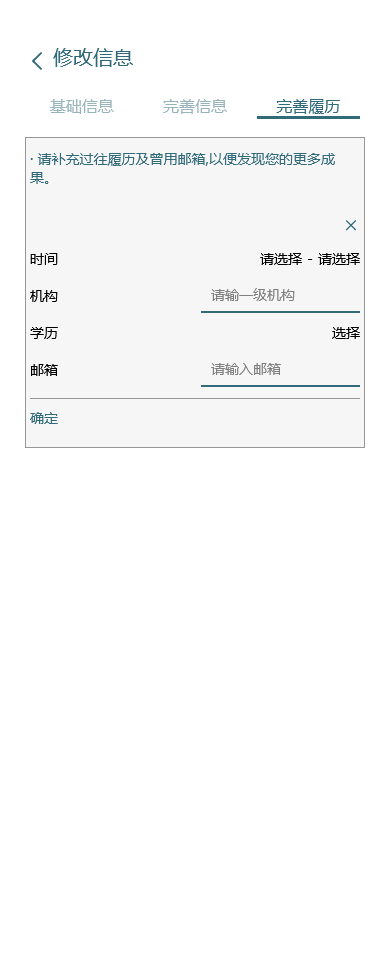 修改信息
基础信息 完善信息 完善履历
· 请补充过往履历及曾用邮箱,以便发现您的更多成
果。
×
时间 请选择 - 请选择
机构 请输一级机构
学历 选择
邮箱 请输入邮箱
确定